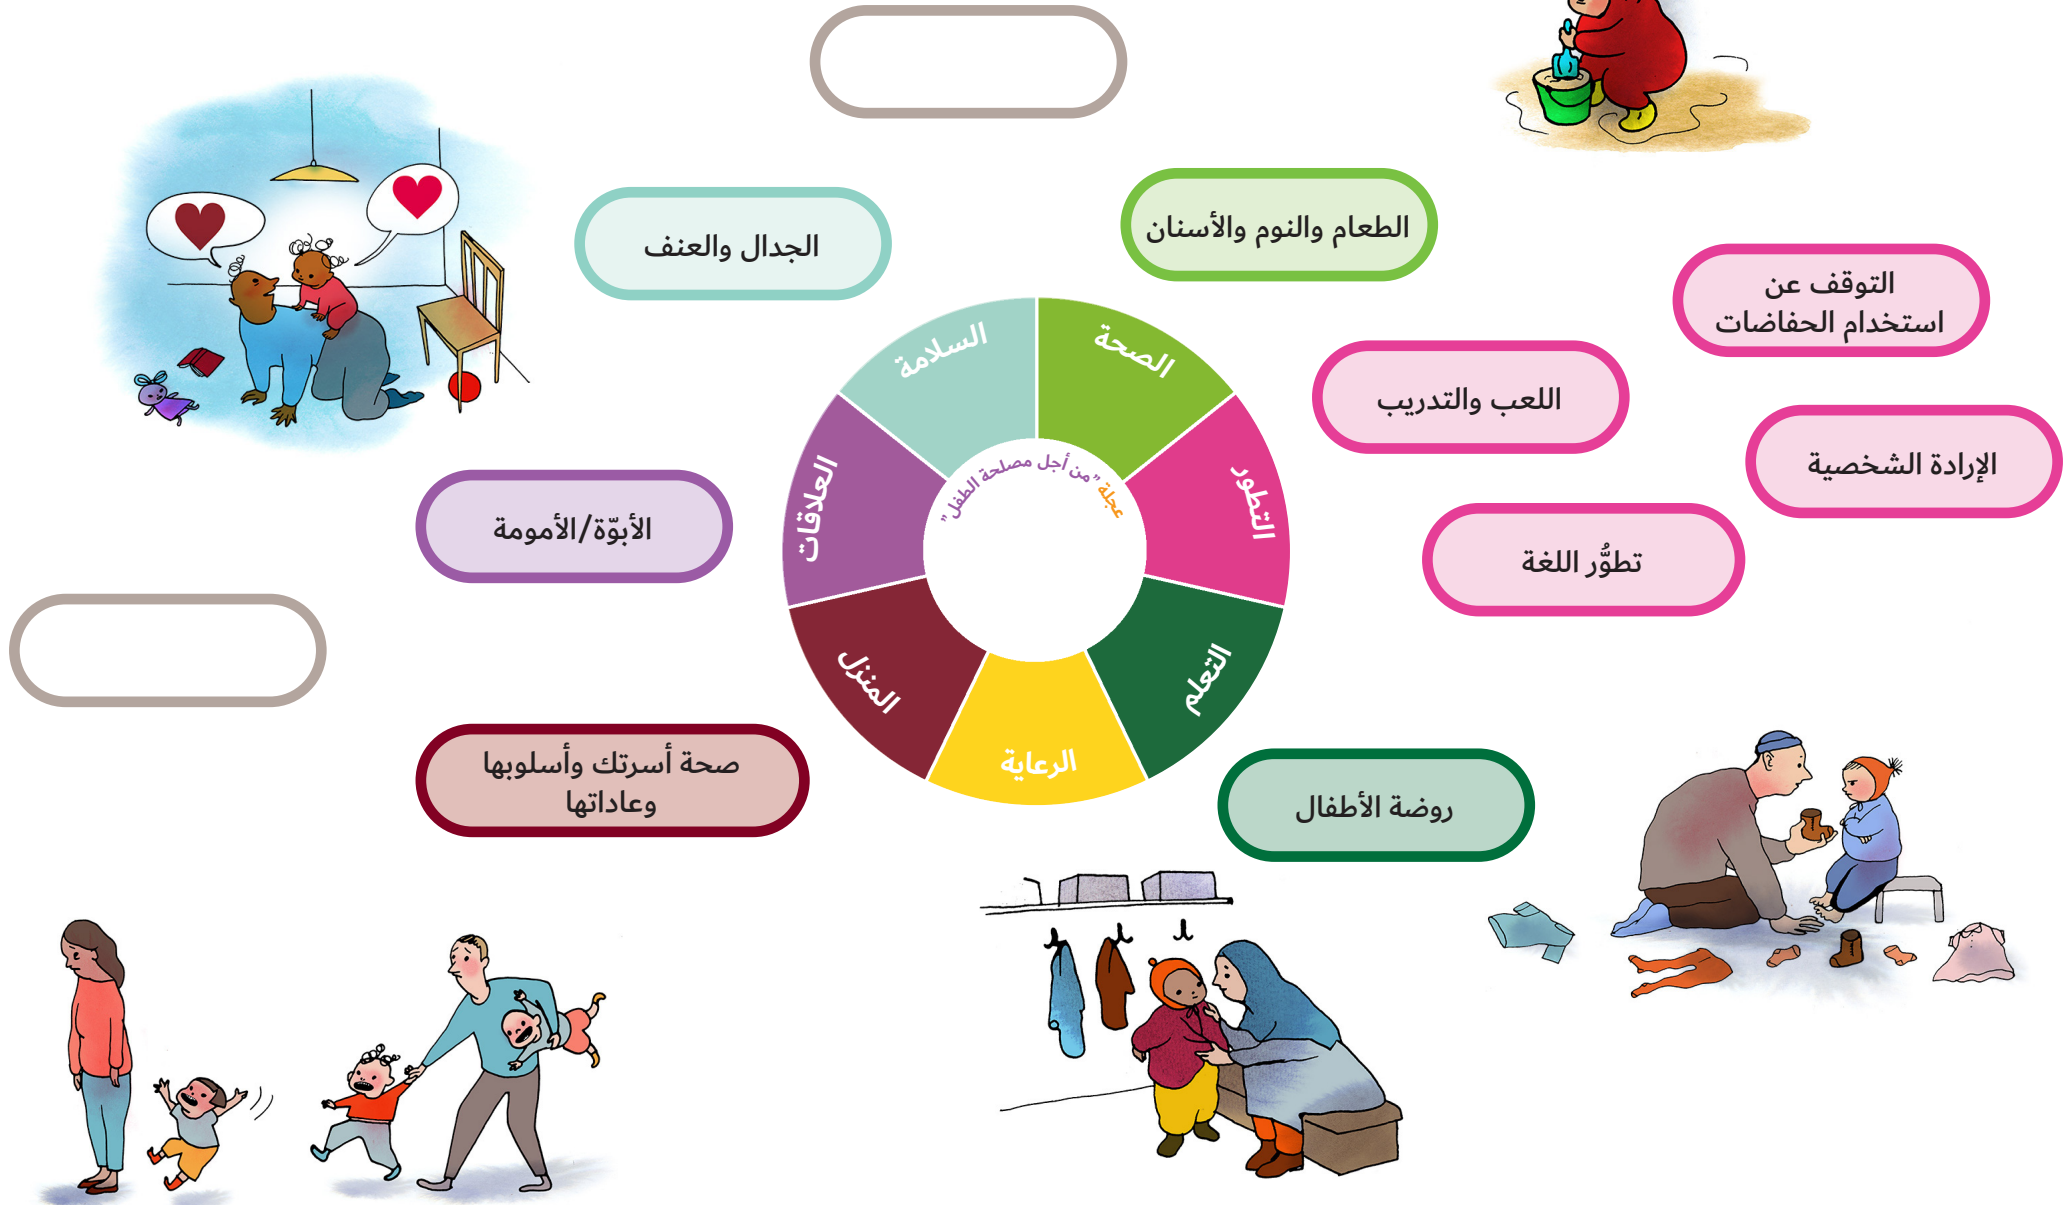 الطعام والنوم والأسنان
الجدال والعنف
التوقف عن
استخدام الحفاضات
اللعب والتدريب
الإرادة الشخصية
تطوُّر اللغة
الأبوّة/الأمومة
صحة أسرتك وأسلوبها
وعاداتها
روضة الأطفال
الصحة
التطور
التعلم
الرعاية
المنزل
العلاقات
السلامة
عجلة "من أجل مصلحة الطفل"